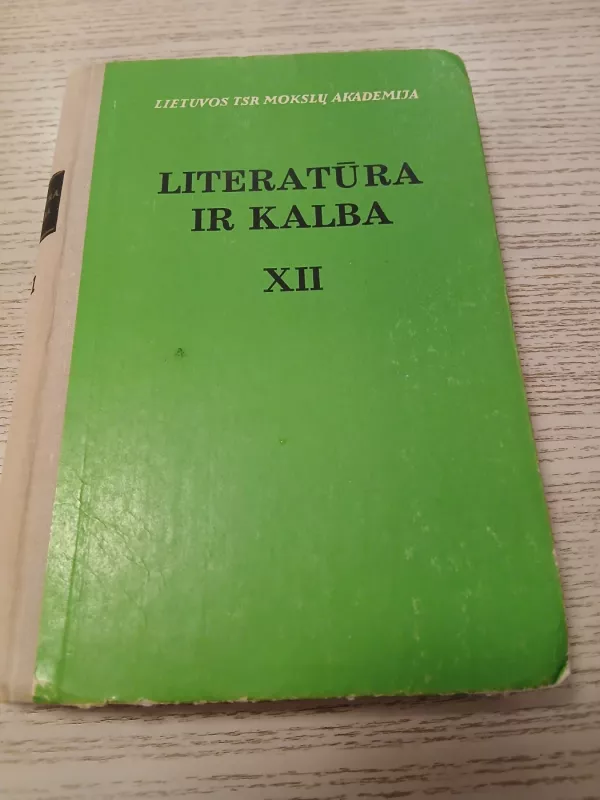 LIETUVOS TSR MOKSLŲ AKADEMIJA
LITERATŪRA
IR KALBA
XII